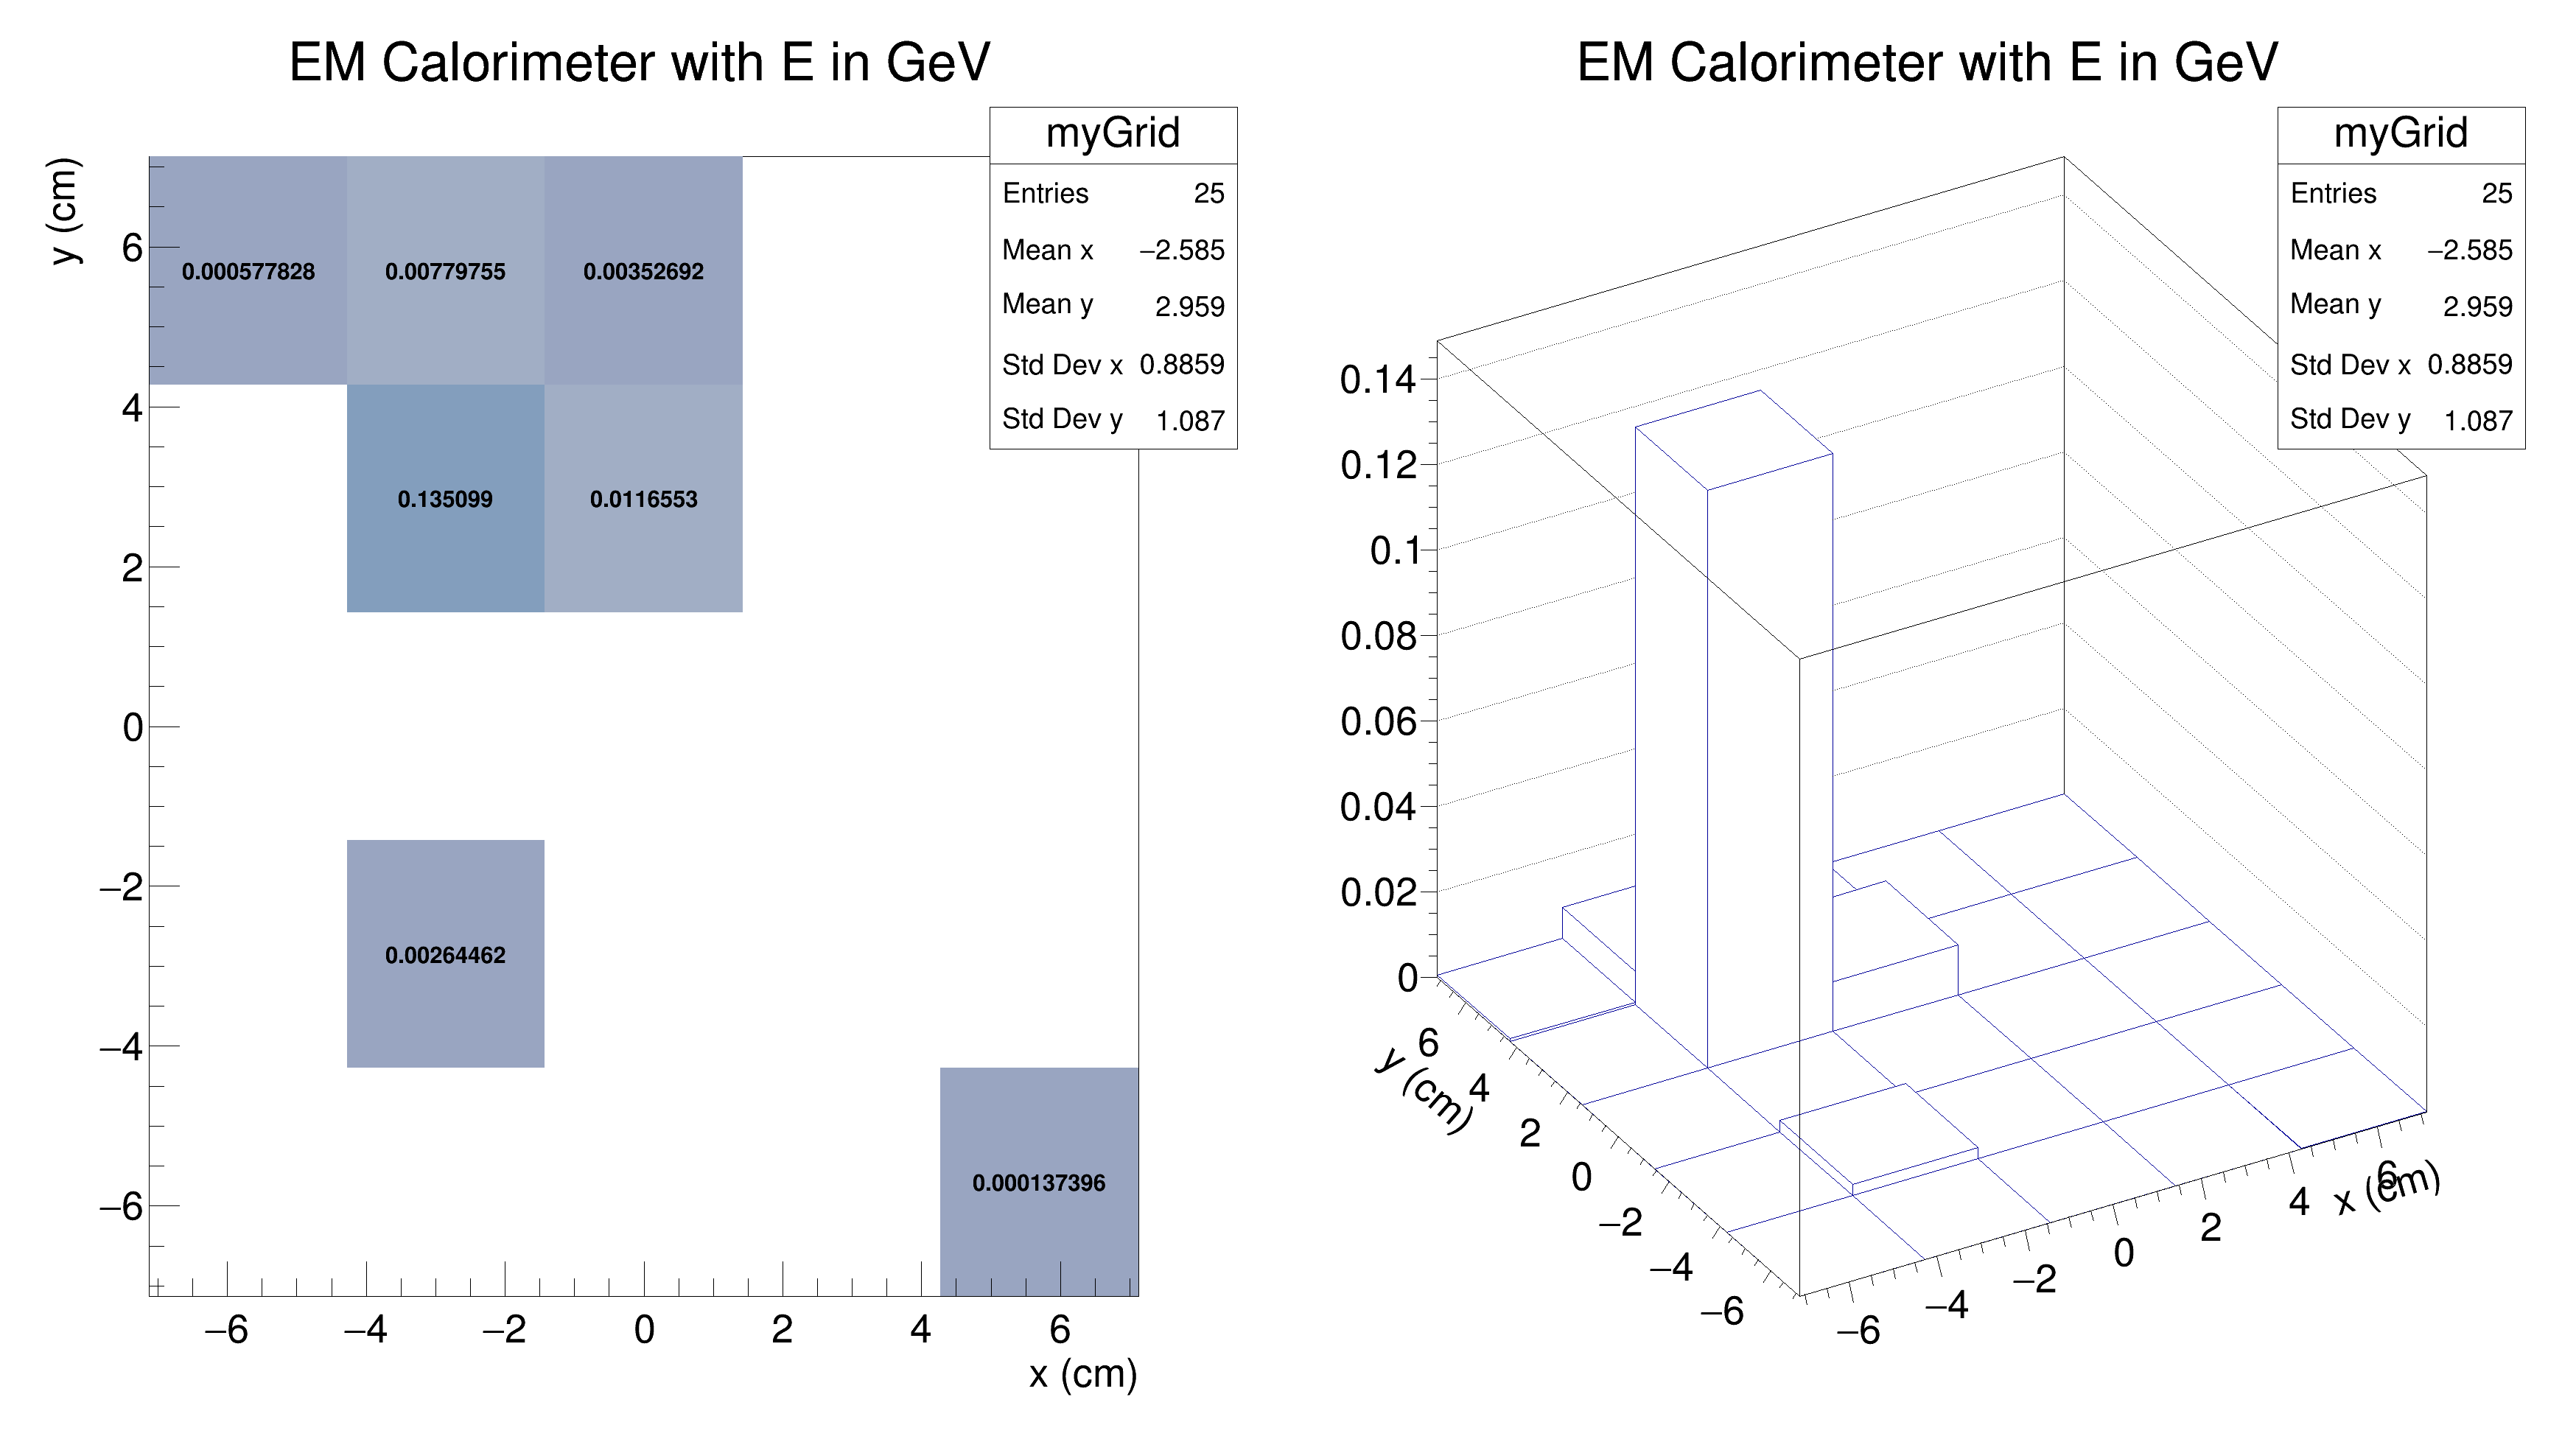 EM Calorimeter with E in GeV
myGrid
Entries 25
Mean x −2.585
Mean y 2.959
Std Dev x 0.8859
Std Dev y 1.087
y (cm)
6
4
2
0
−2
−4
−6
0.000577828 0.00779755 0.00352692
0.135099 0.0116553
0.00264462
0.000137396
−6 −4 −2 0 2 4 6
x (cm)
EM Calorimeter with E in GeV
myGrid
Entries 25
Mean x −2.585
Mean y 2.959
Std Dev x 0.8859
Std Dev y 1.087
0.14
0.12
0.1
0.08
0.06
0.04
0.02
0
6
4
2
0
−2
−4
−6
y (cm)
−6
−4
−2
0
2
4
6
x (cm)